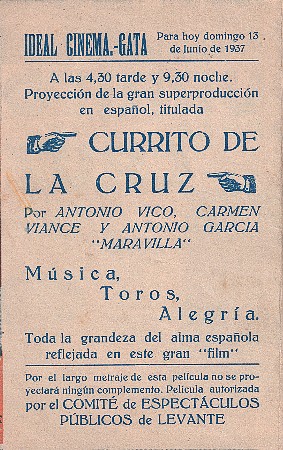 IDEAL CINEMA.-GATA
Para hoy domingo 13
de Junio de 1937
A las 4,30 tarde y 9,30 noche.
Proyección de la gran superproducción
en español, titulada
CURRITO DE
LA CRUZ
Por ANTONIO VICO, CARMEN
VIANCE Y ANTONIO GARCIA
"MARAVILLA"
Música,
Toros,
Alegría.
Toda la grandeza del alma española
reflejada en este gran "film"
Por el largo metraje de esta película no se pro-
yectará ningún complemento. Película autorizada
por el COMITÉ de ESPECTÁCULOS
PÚBLICOS de LEVANTE